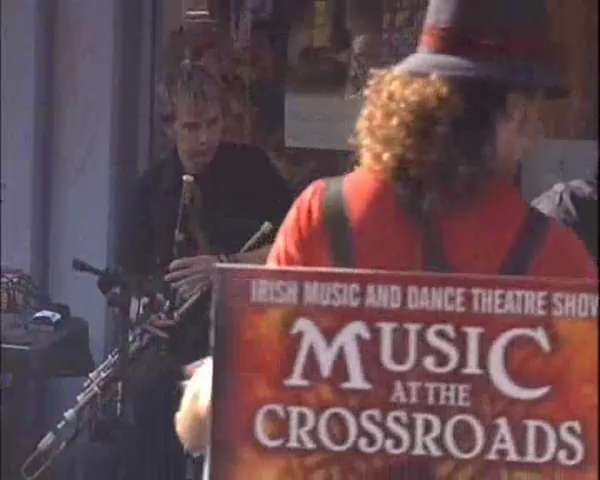 IRISH MUSIC AND DANCE THEATRE SHOW
MUSIC
AT THE
CROSSROADS